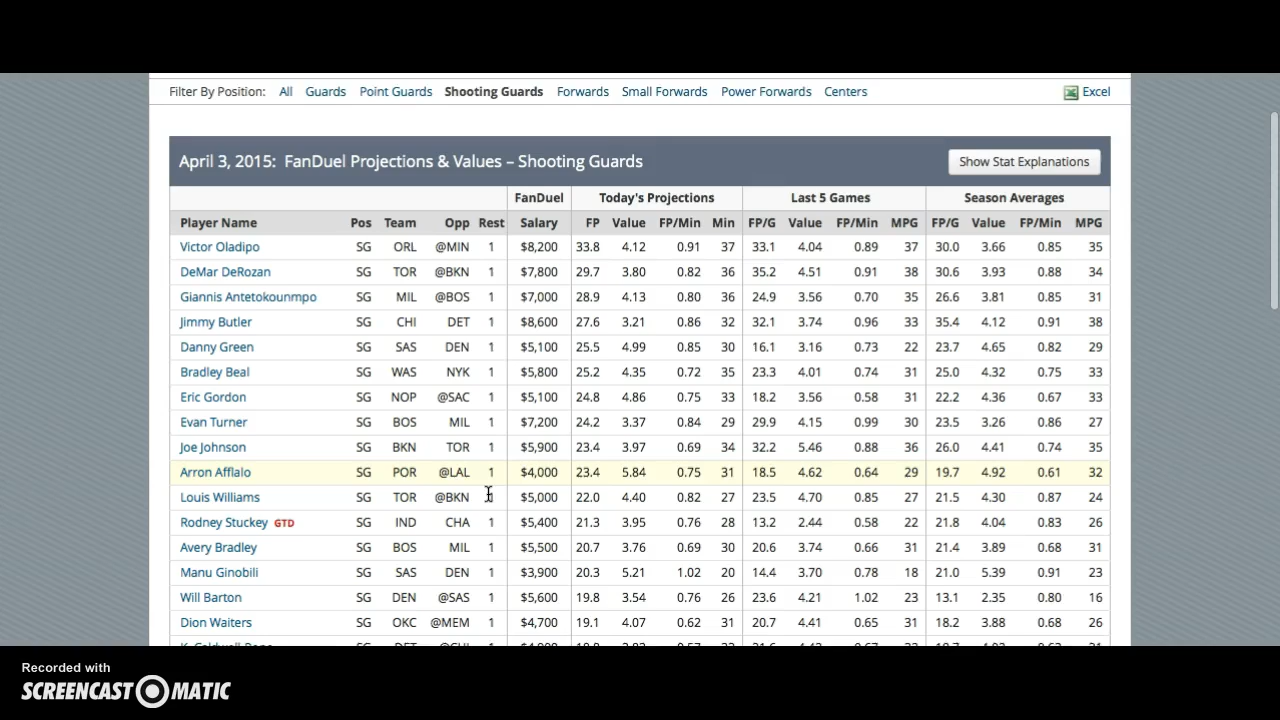 Filter By Position: All Guards Point Guards Shooting Guards Forwards Small Forwards Power Forwards Centers Excel
April 3, 2015: FanDuel Projections & Values – Shooting Guards Show Stat Explanations
FanDuel Today's Projections Last 5 Games Season Averages
Player Name Pos Team Opp Rest Salary FP Value FP/Min Min FP/G Value FP/Min MPG FP/G Value FP/Min MPG
Victor Oladipo SG ORL @MIN 1 $8,200 33.8 4.12 0.91 37 33.1 4.04 0.89 37 30.0 3.66 0.85 35
DeMar DeRozan SG TOR @BKN 1 $7,800 29.7 3.80 0.82 36 35.2 4.51 0.91 38 30.6 3.93 0.88 34
Giannis Antetokounmpo SG MIL @BOS 1 $7,000 28.9 4.13 0.80 36 24.9 3.56 0.70 35 26.6 3.81 0.85 31
Jimmy Butler SG CHI DET 1 $8,600 27.6 3.21 0.86 32 32.1 3.74 0.96 33 35.4 4.12 0.91 38
Danny Green SG SAS DEN 1 $5,100 25.5 4.99 0.85 30 16.1 3.16 0.73 22 23.7 4.65 0.82 29
Bradley Beal SG WAS NYK 1 $5,800 25.2 4.35 0.72 35 23.3 4.01 0.74 31 25.0 4.32 0.75 33
Eric Gordon SG NOP @SAC 1 $5,100 24.8 4.86 0.75 33 18.2 3.56 0.58 31 22.2 4.36 0.67 33
Evan Turner SG BOS MIL 1 $7,200 24.2 3.37 0.84 29 29.9 4.15 0.99 30 23.5 3.26 0.86 27
Joe Johnson SG BKN TOR 1 $5,900 23.4 3.97 0.69 34 32.2 5.46 0.88 36 26.0 4.41 0.74 35
Arron Afflalo SG POR @LAL 1 $4,000 23.4 5.84 0.75 31 18.5 4.62 0.64 29 19.7 4.92 0.61 32
Louis Williams SG TOR @BKN $5,000 22.0 4.40 0.82 27 23.5 4.70 0.85 27 21.5 4.30 0.87 24
Rodney Stuckey GTD SG IND CHA 1 $5,400 21.3 3.95 0.76 28 13.2 2.44 0.58 22 21.8 4.04 0.83 26
Avery Bradley SG BOS MIL 1 $5,500 20.7 3.76 0.69 30 20.6 3.74 0.66 31 21.4 3.89 0.68 31
Manu Ginobili SG SAS DEN 1 $3,900 20.3 5.21 1.02 20 14.4 3.70 0.78 18 21.0 5.39 0.91 23
Will Barton SG DEN @SAS 1 $5,600 19.8 3.54 0.76 26 23.6 4.21 1.02 23 13.1 2.35 0.80 16
Dion Waiters SG OKC @MEM 1 $4,700 19.1 4.07 0.62 31 20.7 4.41 0.65 31 18.2 3.88 0.68 26
Recorded with
SCREENCAST MATIC